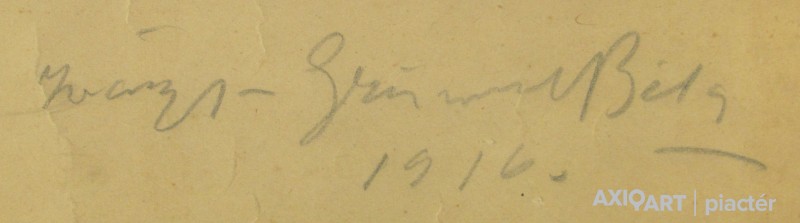 Iványi-Grünwald Béla
1916.
AXIOART | piactér